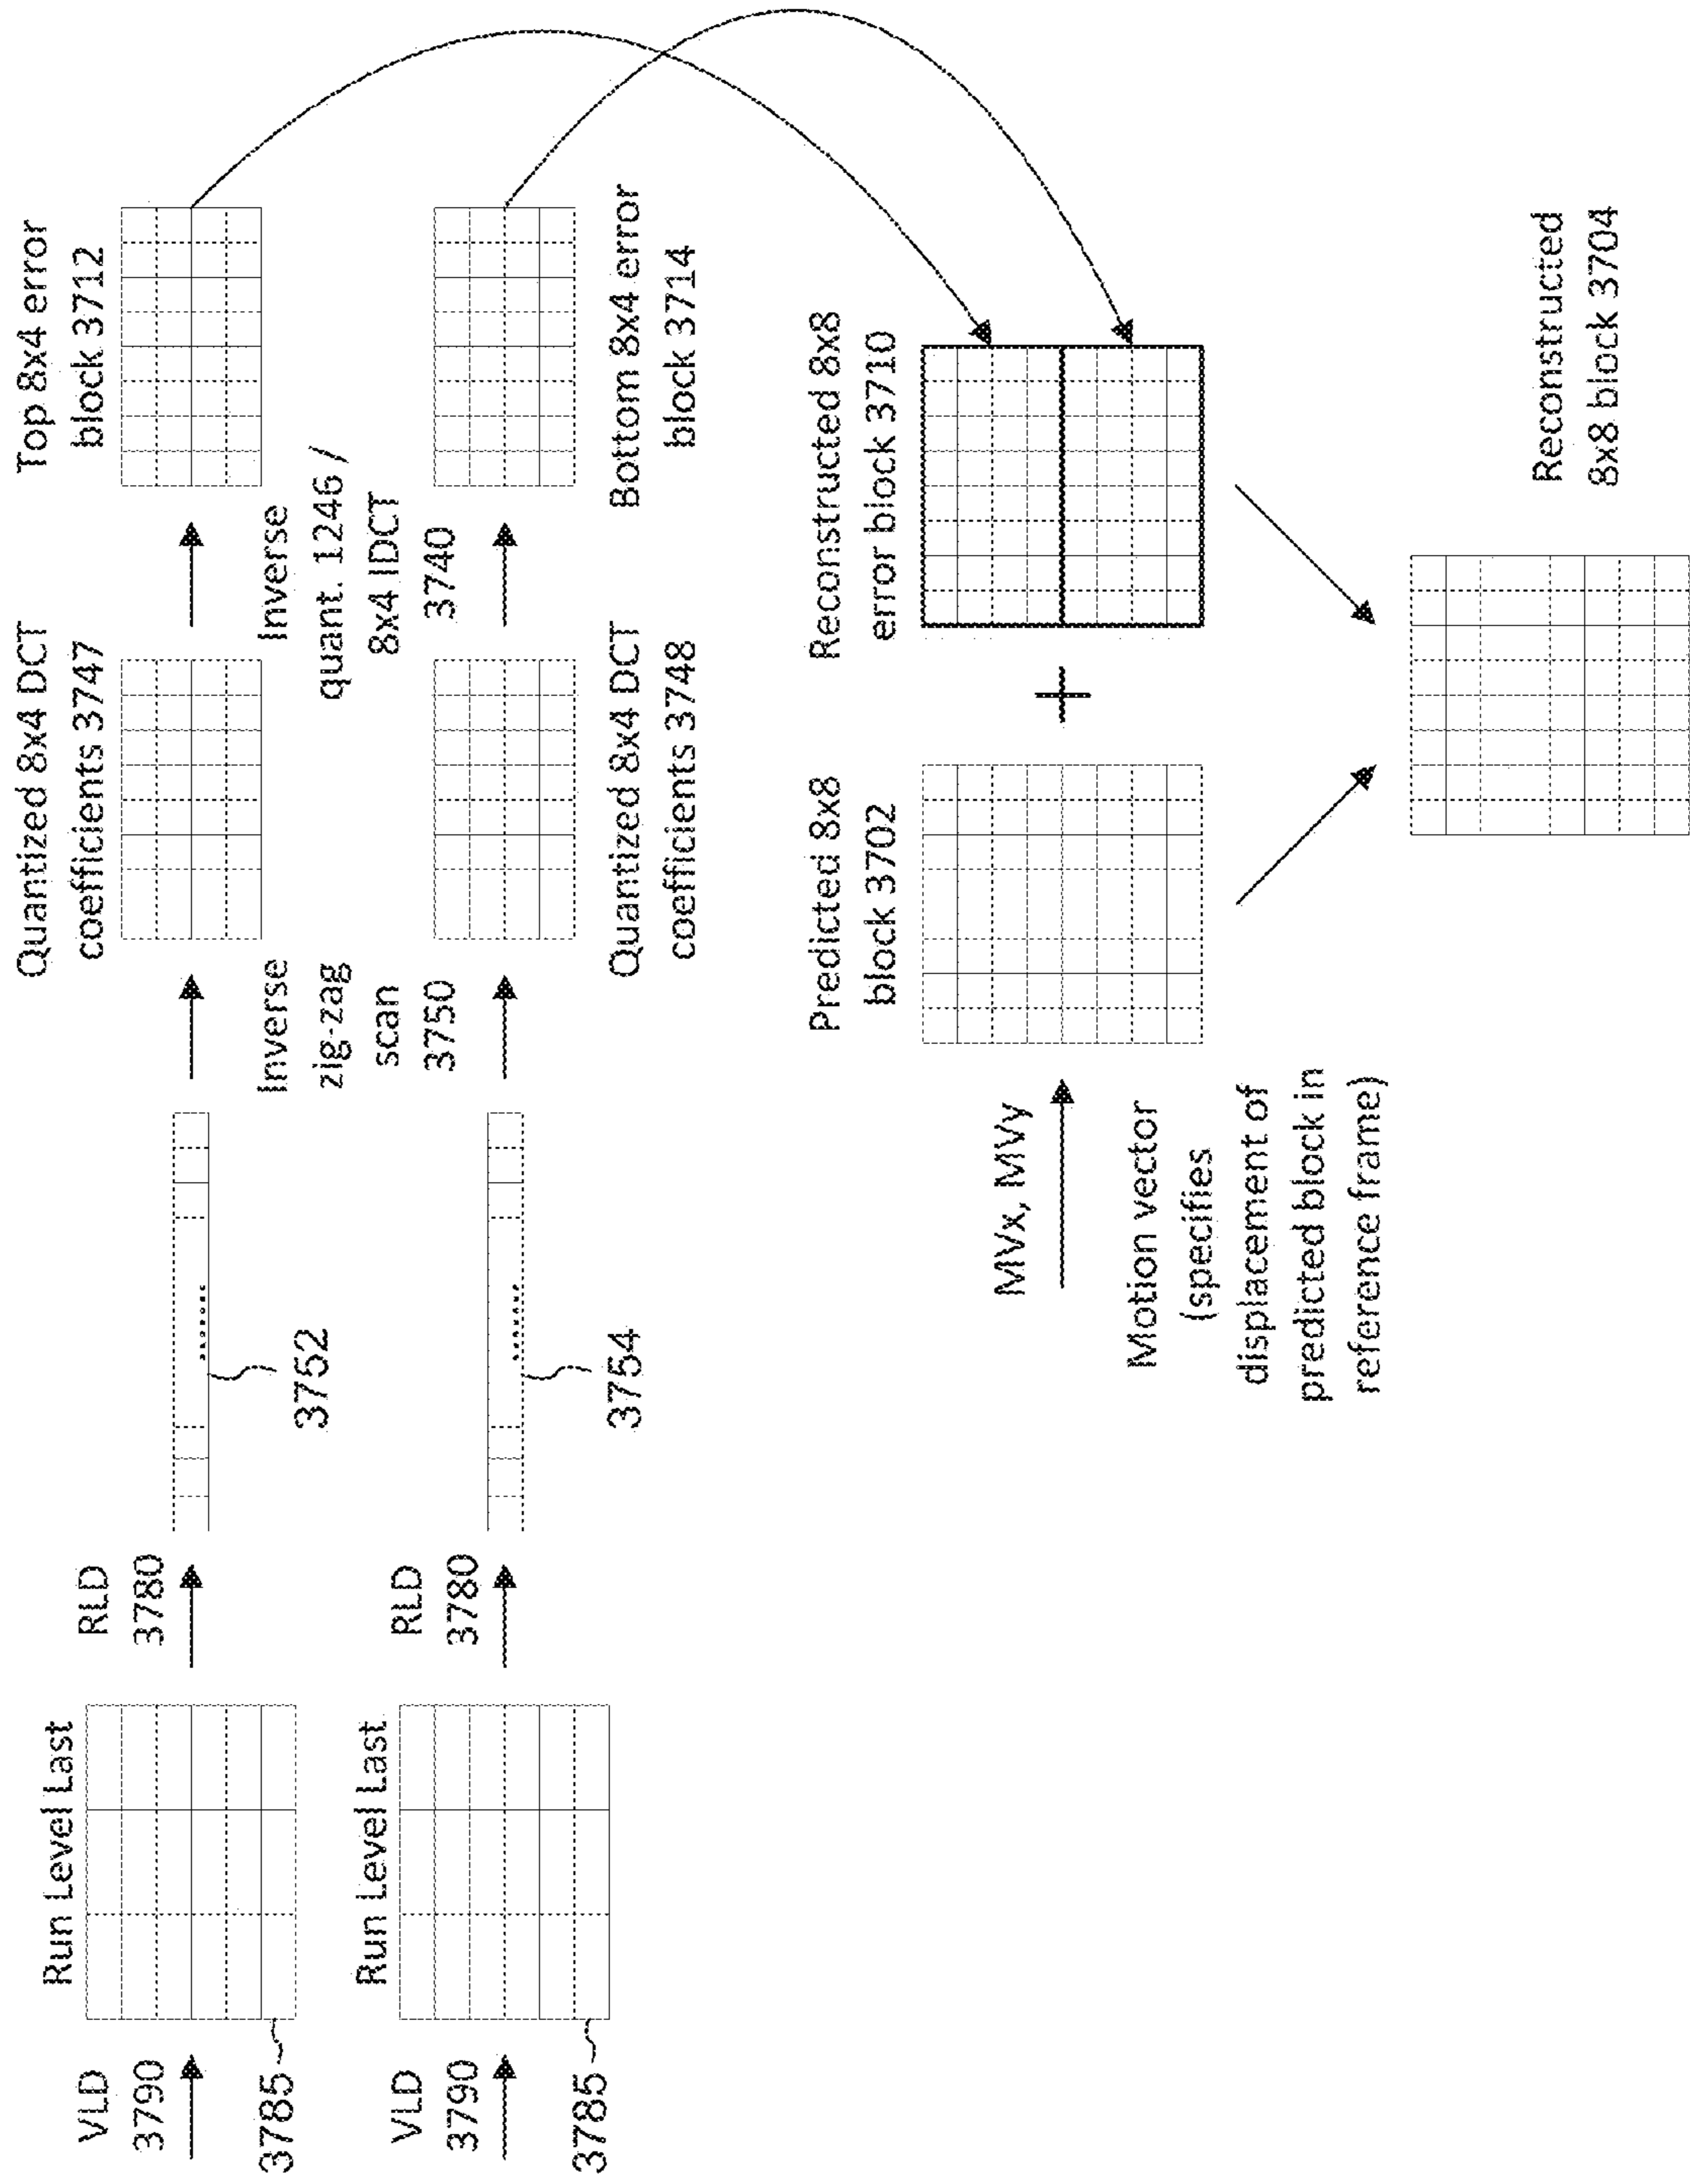 VLD
3790
3785
Run Level Last
RLD
3780
3752
Inverse
zig-zag
scan
3750
Quantized 8x4 DCT
coefficients 3747
Inverse
quant. 1246 /
8x4 IDCT
3740
Top 8x4 error
block 3712
VLD
3790
3785
Run Level Last
RLD
3780
3754
Quantized 8x4 DCT
coefficients 3748
Bottom 8x4 error
block 3714
MVx, MVy
Motion vector
(specifies
displacement of
predicted block in
reference frame)
Predicted 8x8
block 3702
+
Reconstructed 8x8
error block 3710
Reconstructed
8x8 block 3704